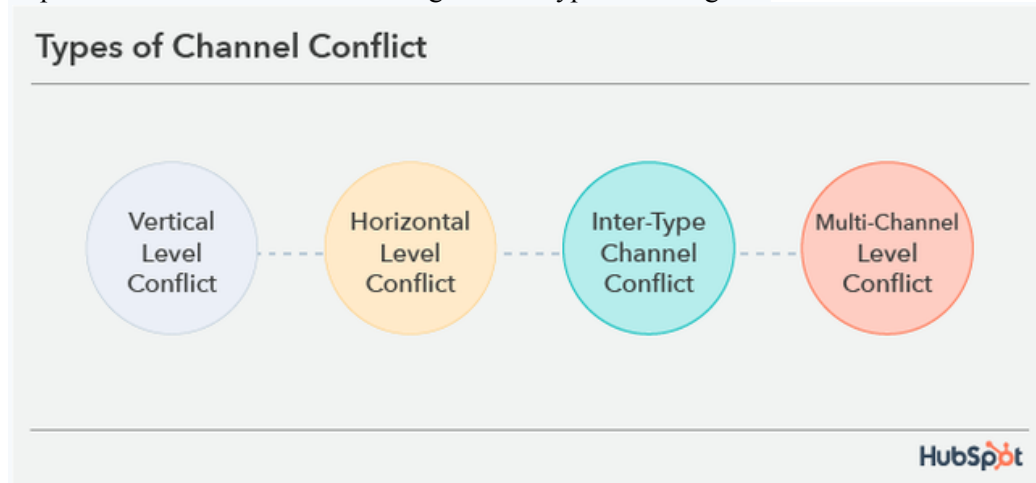 Types of Channel Conflict
Vertical
Level
Conflict
Horizontal
Level
Conflict
Inter-Type
Channel
Conflict
Multi-Channel
Level
Conflict
HubSpot